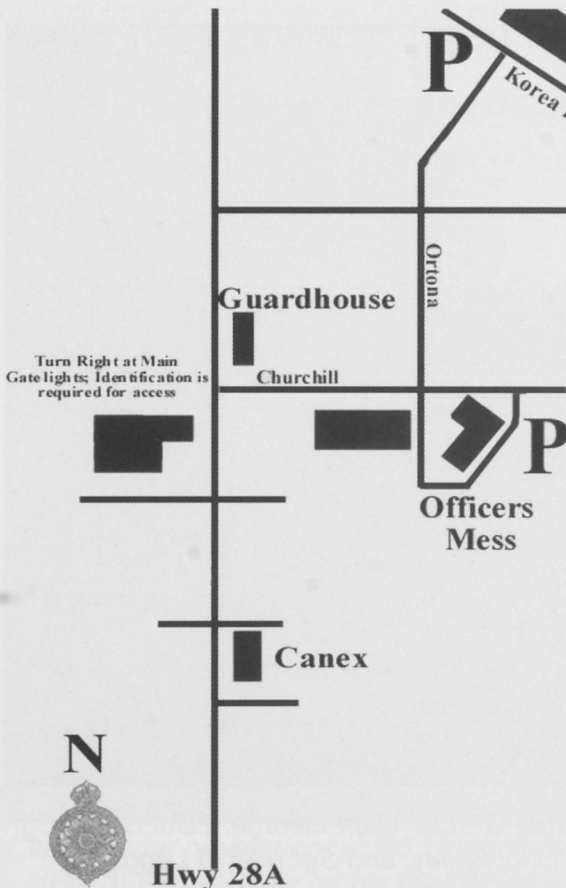 P
Korea
Ortona
Guardhouse
Turn Right at Main
Gate lights; Identification is
required for access
Churchill
P
Officers
Mess
Canex
N
Hwy 28A